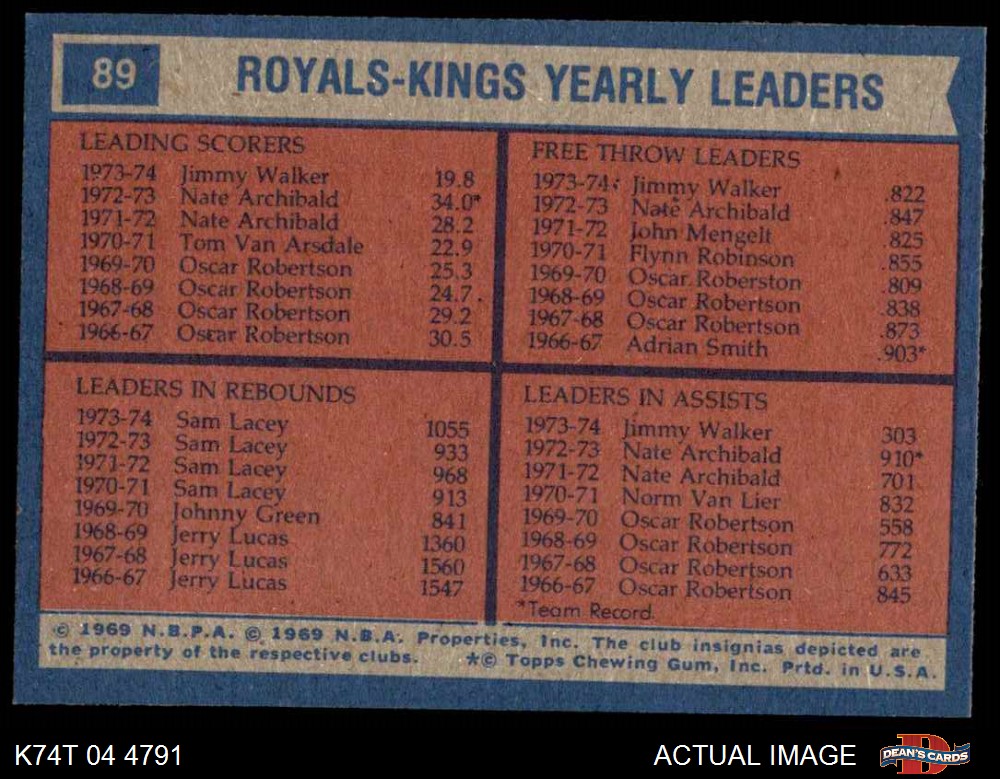 89
ROYALS-KINGS YEARLY LEADERS
LEADING SCORERS
1973-74 Jimmy Walker 19.8
1972-73 Nate Archibald 34.0*
1971-72 Nate Archibald 28.2
1970-71 Tom Van Arsdale 22.9
1969-70 Oscar Robertson 25.3
1968-69 Oscar Robertson 24.7
1967-68 Oscar Robertson 29.2
1966-67 Oscar Robertson 30.5
FREE THROW LEADERS
1973-74 Jimmy Walker .822
1972-73 Nate Archibald .847
1971-72 John Mengelt .825
1970-71 Flynn Robinson .855
1969-70 Oscar Roberston .809
1968-69 Oscar Robertson .838
1967-68 Oscar Robertson .873
1966-67 Adrian Smith .903*
LEADERS IN REBOUNDS
1973-74 Sam Lacey 1055
1972-73 Sam Lacey 933
1971-72 Sam Lacey 968
1970-71 Sam Lacey 913
1969-70 Johnny Green 841
1968-69 Jerry Lucas 1360
1967-68 Jerry Lucas 1560
1966-67 Jerry Lucas 1547
LEADERS IN ASSISTS
1973-74 Jimmy Walker 303
1972-73 Nate Archibald 910*
1971-72 Nate Archibald 701
1970-71 Norm Van Lier 832
1969-70 Oscar Robertson 558
1968-69 Oscar Robertson 772
1967-68 Oscar Robertson 633
1966-67 Oscar Robertson 845
*Team Record
© 1969 N.B.P.A. © 1969 N.B.A. Properties, Inc. The club insignias depicted are
the property of the respective clubs. *© Topps Chewing Gum, Inc. Prtd. in U.S.A.
K74T 04 4791
ACTUAL IMAGE
DEAN'S CARDS